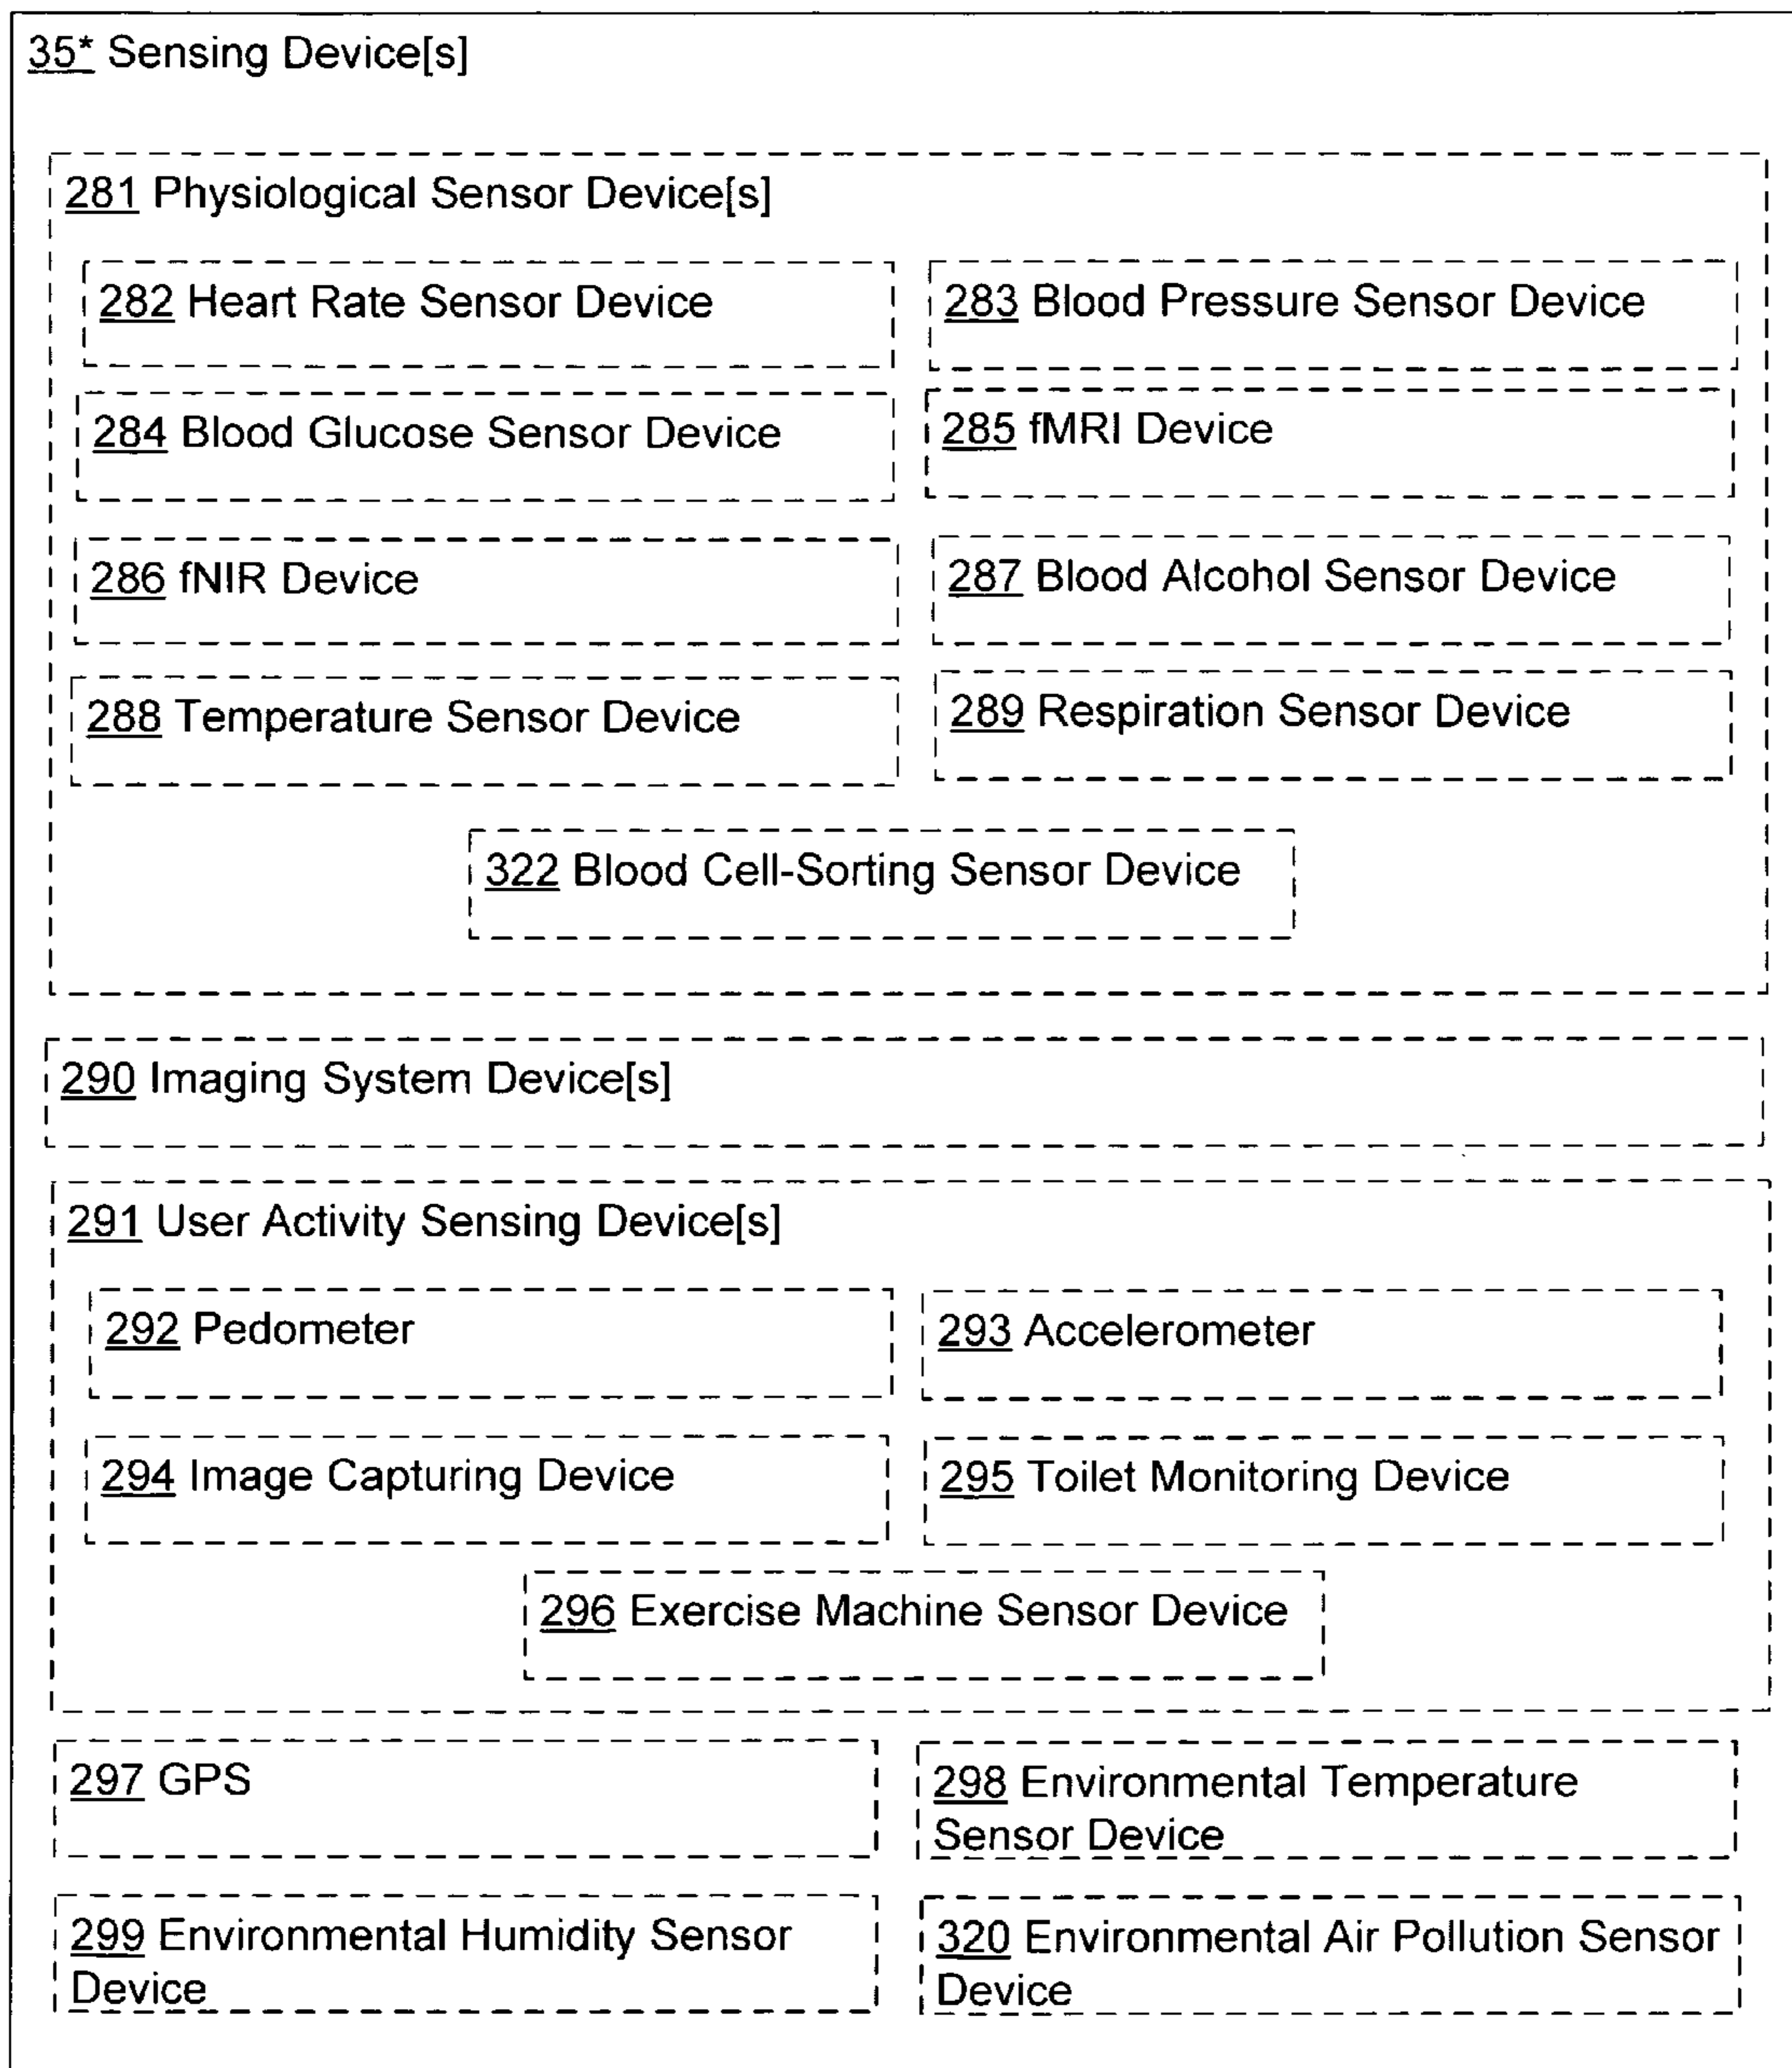 35* Sensing Device[s]
281 Physiological Sensor Device[s]
282 Heart Rate Sensor Device
283 Blood Pressure Sensor Device
284 Blood Glucose Sensor Device
285 fMRI Device
286 fNIR Device
287 Blood Alcohol Sensor Device
288 Temperature Sensor Device
289 Respiration Sensor Device
322 Blood Cell-Sorting Sensor Device
290 Imaging System Device[s]
291 User Activity Sensing Device[s]
292 Pedometer
293 Accelerometer
294 Image Capturing Device
295 Toilet Monitoring Device
296 Exercise Machine Sensor Device
297 GPS
298 Environmental Temperature
Sensor Device
299 Environmental Humidity Sensor
Device
320 Environmental Air Pollution Sensor
Device